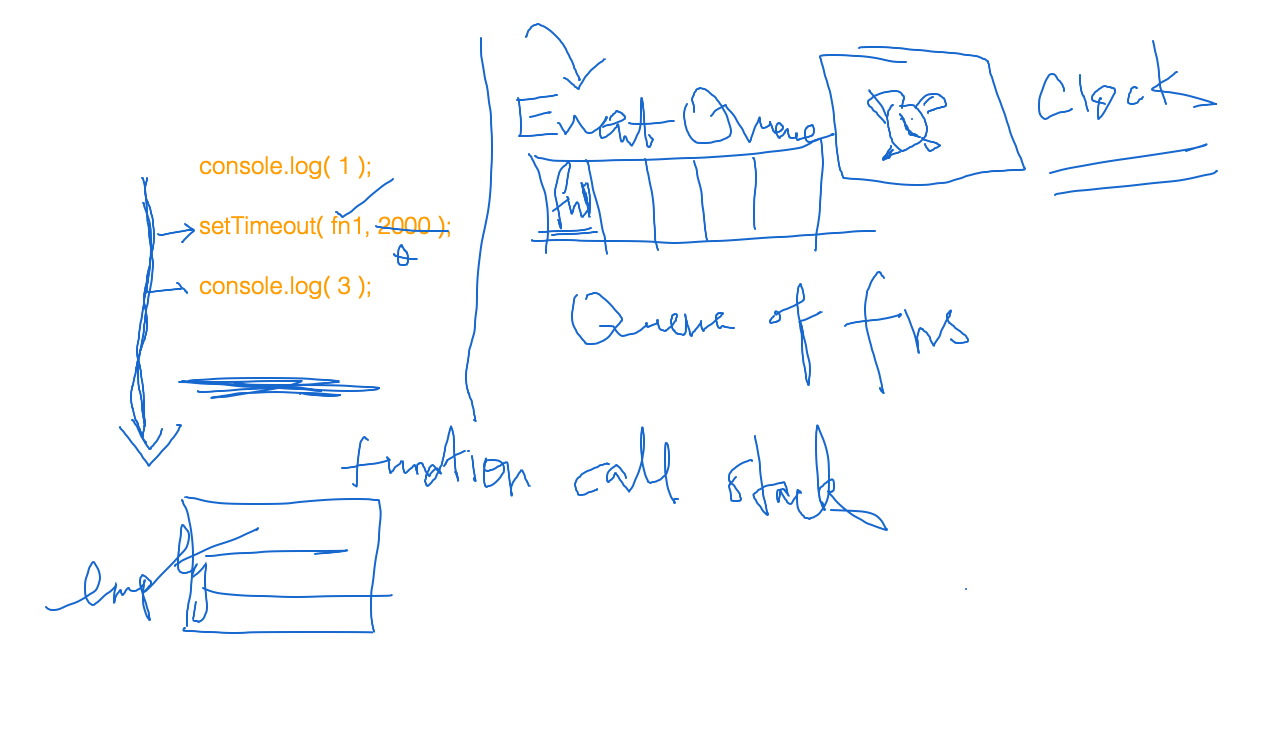 console.log( 1 );
setTimeout( fn1, 2000 );
0
console.log( 3 );
Event Queue
fn1
Clock
Queue of fns
function call stack
empty